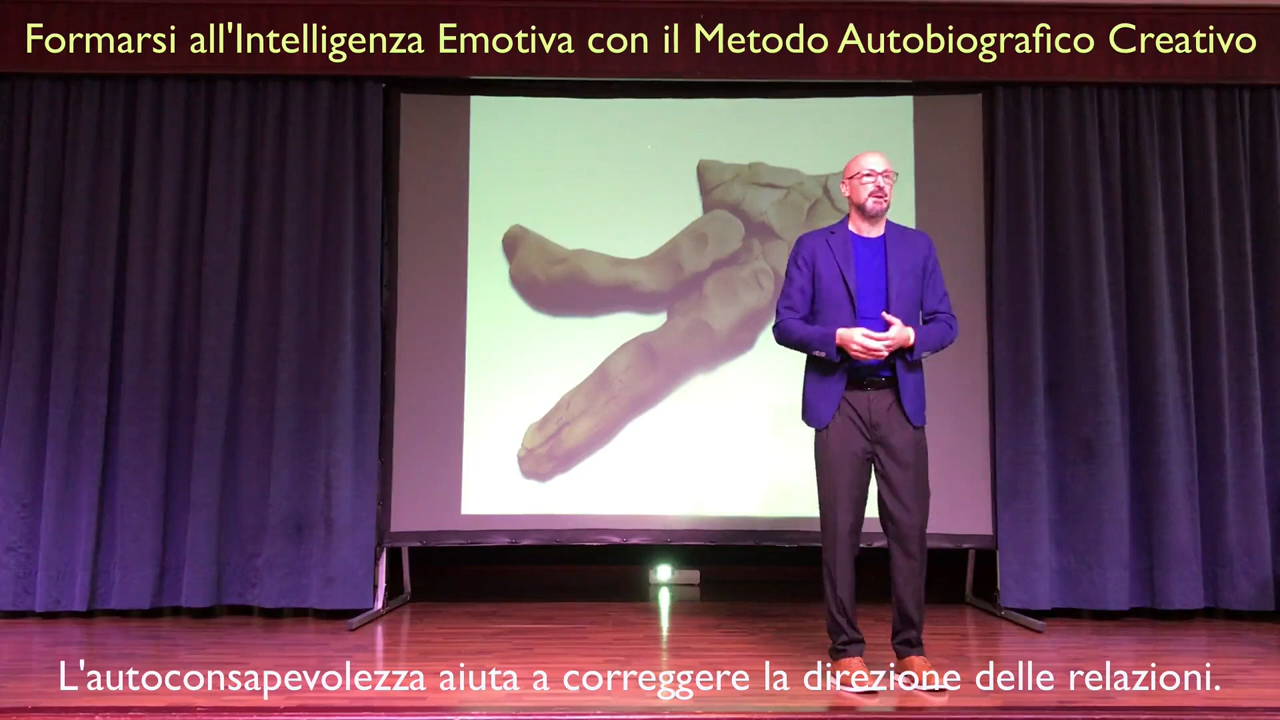 Formarsi all'Intelligenza Emotiva con il Metodo Autobiografico Creativo
L'autoconsapevolezza aiuta a correggere la direzione delle relazioni.